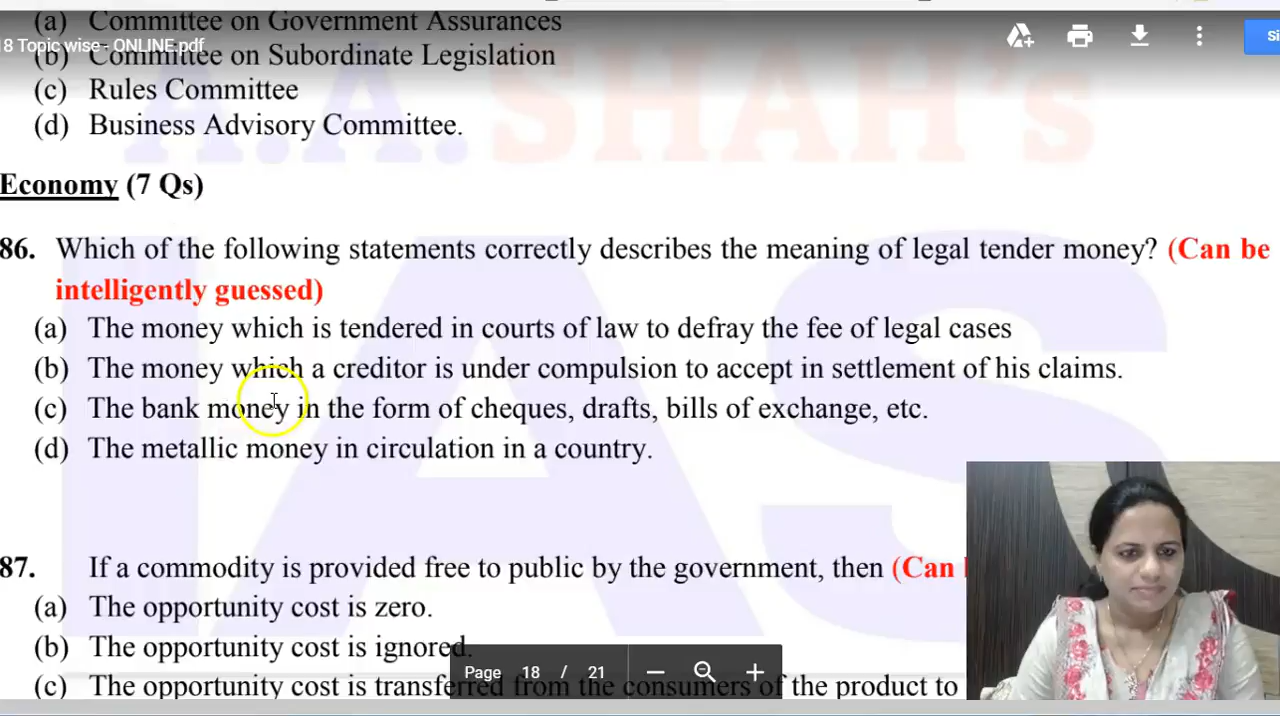 (a) Committee on Government Assurances
18 Topic wise - ONLINE.pdf
(b) Committee on Subordinate Legislation
(c) Rules Committee
(d) Business Advisory Committee.
A.A. SHAH's
IAS
Economy (7 Qs)
86. Which of the following statements correctly describes the meaning of legal tender money? (Can be
intelligently guessed)
(a) The money which is tendered in courts of law to defray the fee of legal cases
(b) The money which a creditor is under compulsion to accept in settlement of his claims.
(c) The bank money in the form of cheques, drafts, bills of exchange, etc.
(d) The metallic money in circulation in a country.
87. If a commodity is provided free to public by the government, then (Can
(a) The opportunity cost is zero.
(b) The opportunity cost is ignored.
(c) The opportunity cost is transferred from the consumers of the product to
Page 18 / 21